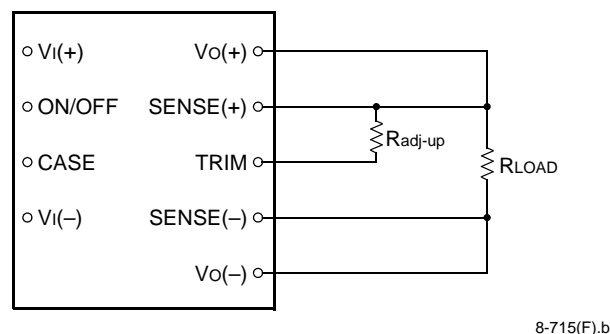 VI(+) VO(+)
ON/OFF SENSE(+)
Radj-up
CASE TRIM
RLOAD
VI(–) SENSE(–)
VO(–)
8-715(F).b